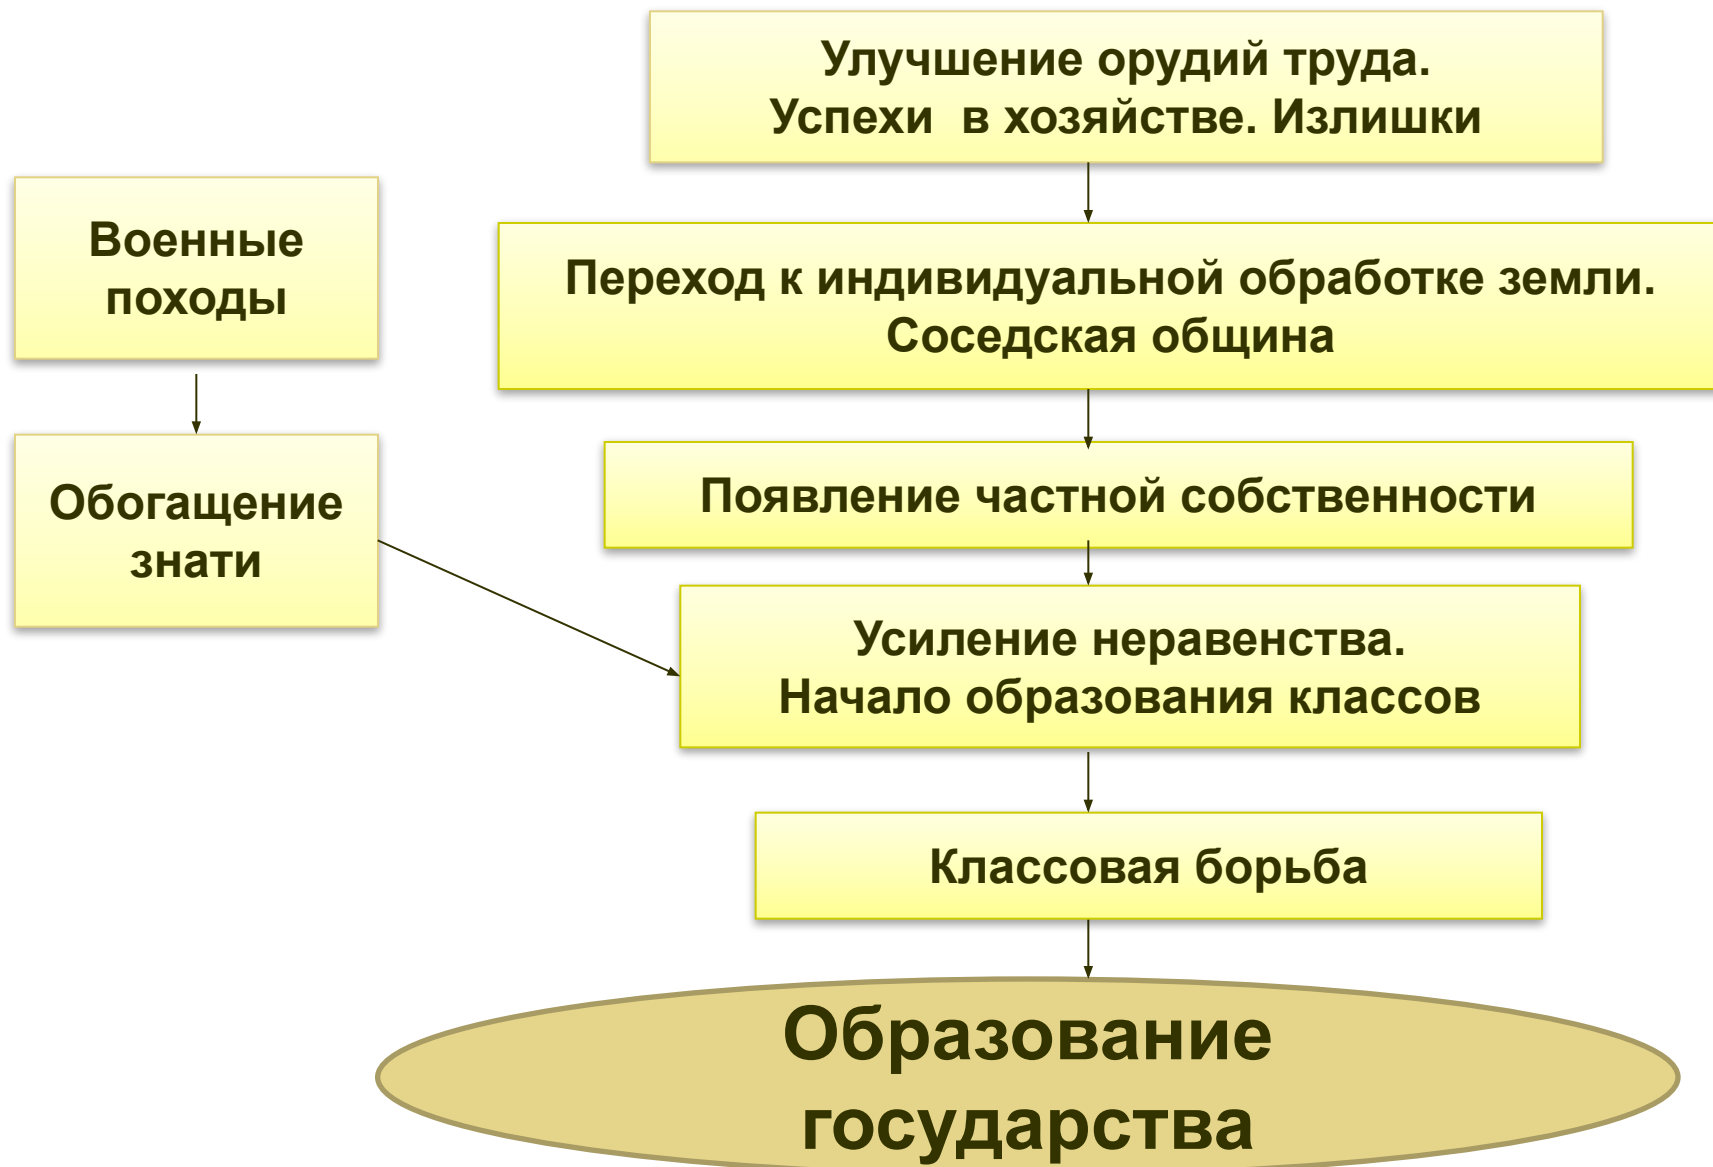 Улучшение орудий труда.
Успехи в хозяйстве. Излишки
Военные
походы
Переход к индивидуальной обработке земли.
Соседская община
Обогащение
знати
Появление частной собственности
Усиление неравенства.
Начало образования классов
Классовая борьба
Образование
государства